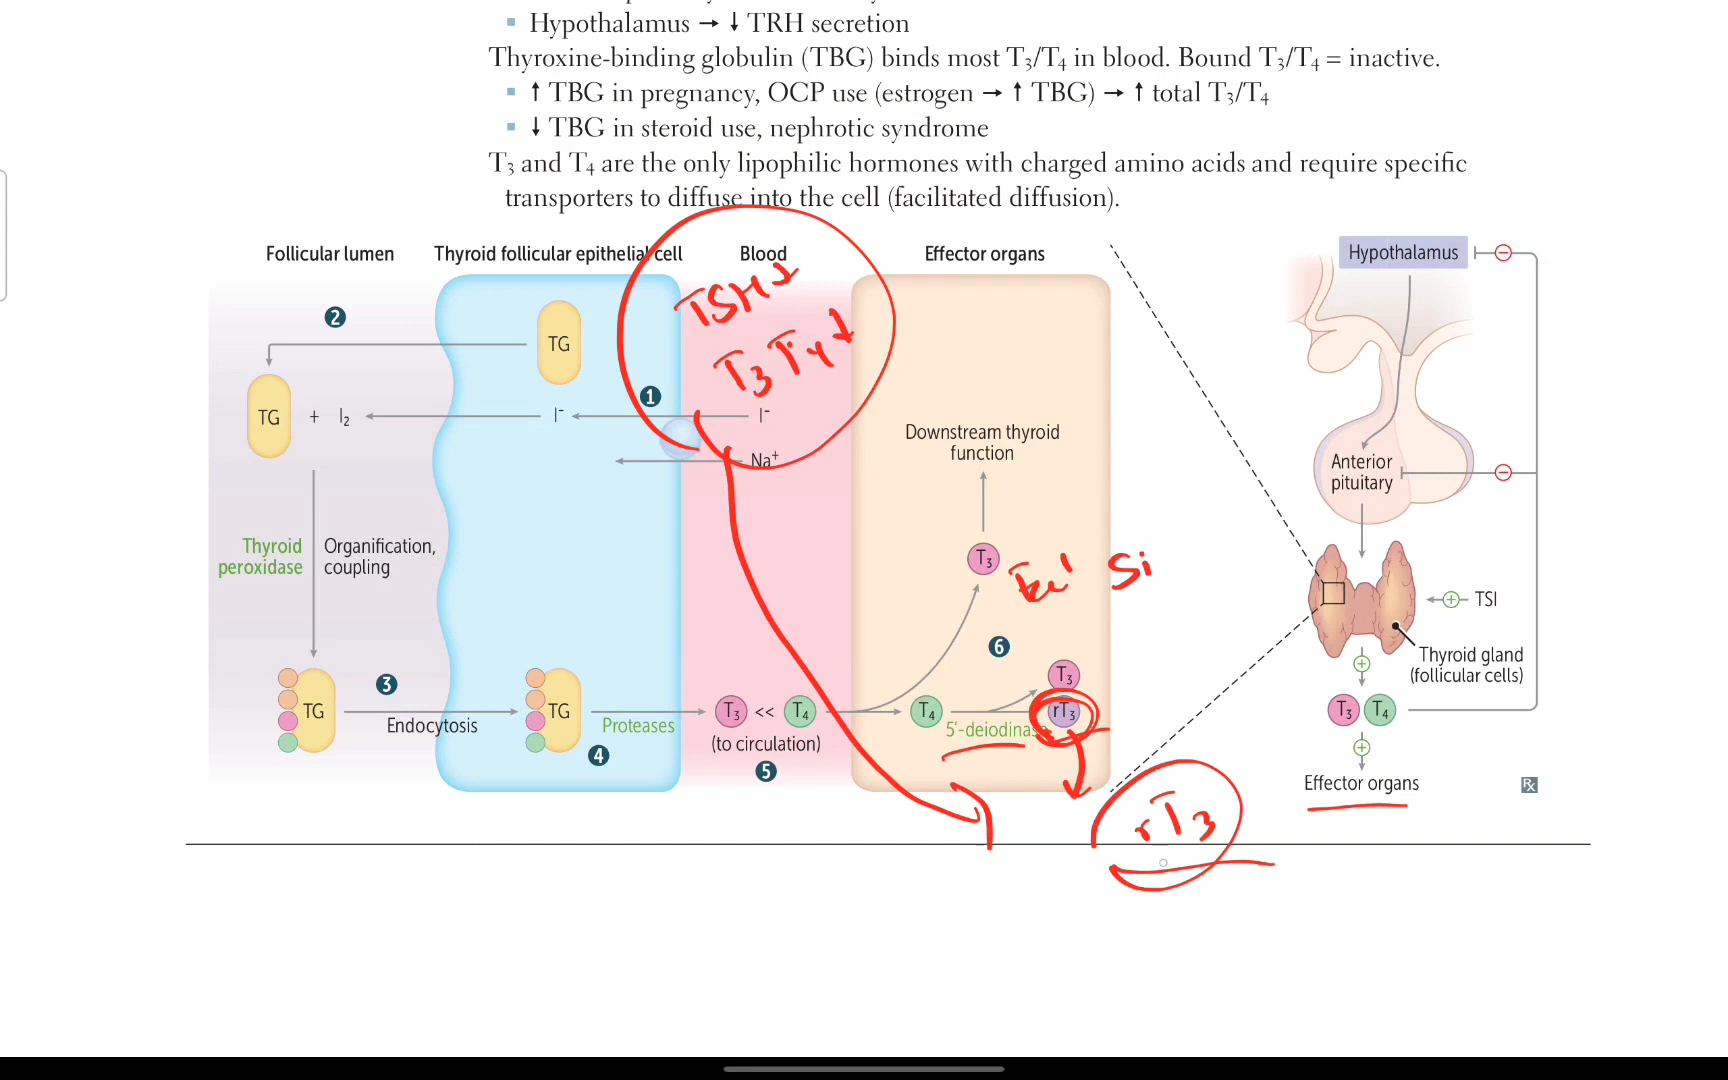 Hypothalamus → ↓ TRH secretion
Thyroxine-binding globulin (TBG) binds most T₃/T₄ in blood. Bound T₃/T₄ = inactive.
↑ TBG in pregnancy, OCP use (estrogen → ↑ TBG) → ↑ total T₃/T₄
↓ TBG in steroid use, nephrotic syndrome
T₃ and T₄ are the only lipophilic hormones with charged amino acids and require specific
transporters to diffuse into the cell (facilitated diffusion).
Follicular lumen
Thyroid follicular epithelial cell
Blood
Effector organs
Hypothalamus
2
TG
TG + I₂
I⁻
1
I⁻
Na⁺
TSH↓
T₃ T₄ ↓
Downstream thyroid
function
Anterior
pituitary
Thyroid
peroxidase
Organification,
coupling
T₃
Si
TSI
6
Thyroid gland
(follicular cells)
3
TG
Endocytosis
TG
Proteases
4
T₃ << T₄
(to circulation)
5
T₄
5'-deiodinas
T₃
rT₃
T₃ T₄
Effector organs
Rx
rT₃